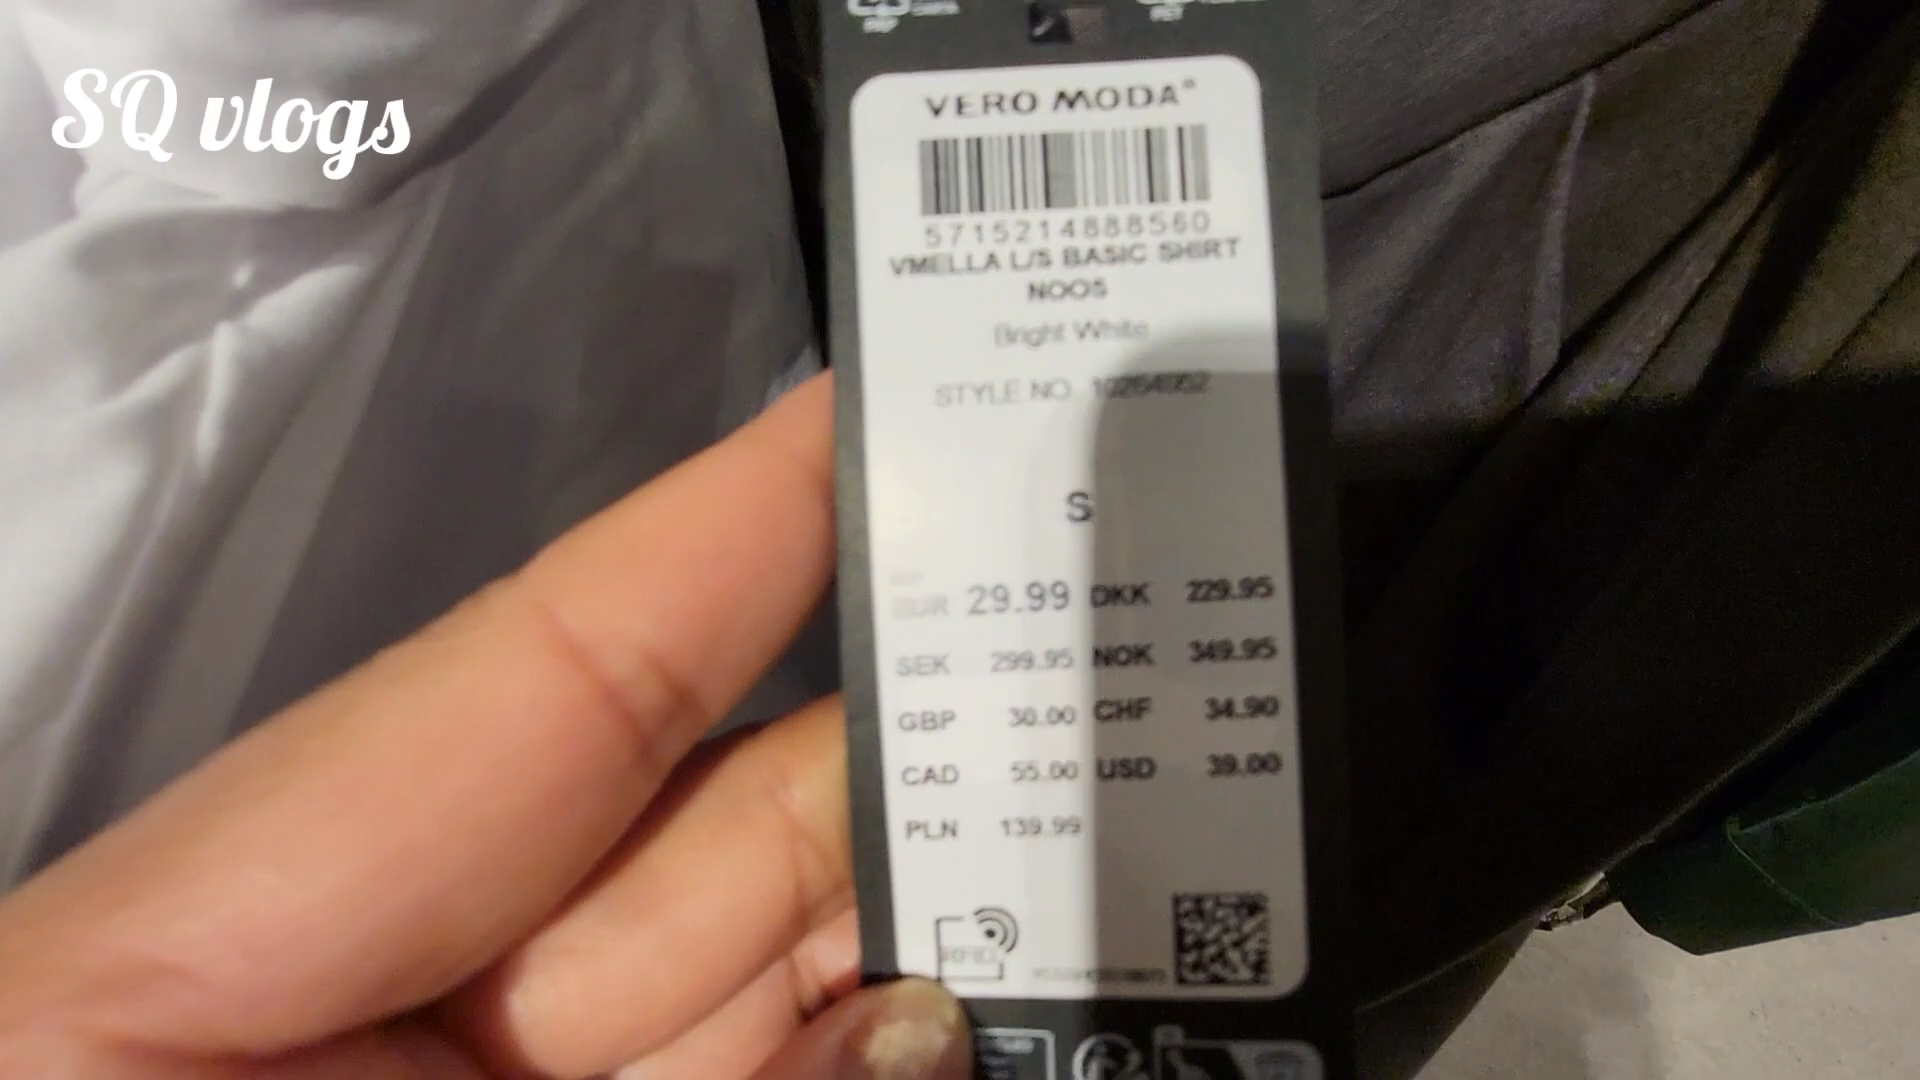 SQ vlogs
VERO MODA®
5715214888560
VMELLA L/S BASIC SHIRT
NOOS
Bright White
STYLE NO. 10264952
S
EUR 29.99 DKK 229.95
SEK 299.95 NOK 349.95
GBP 30.00 CHF 34.90
CAD 55.00 USD 39.00
PLN 139.99
RFID